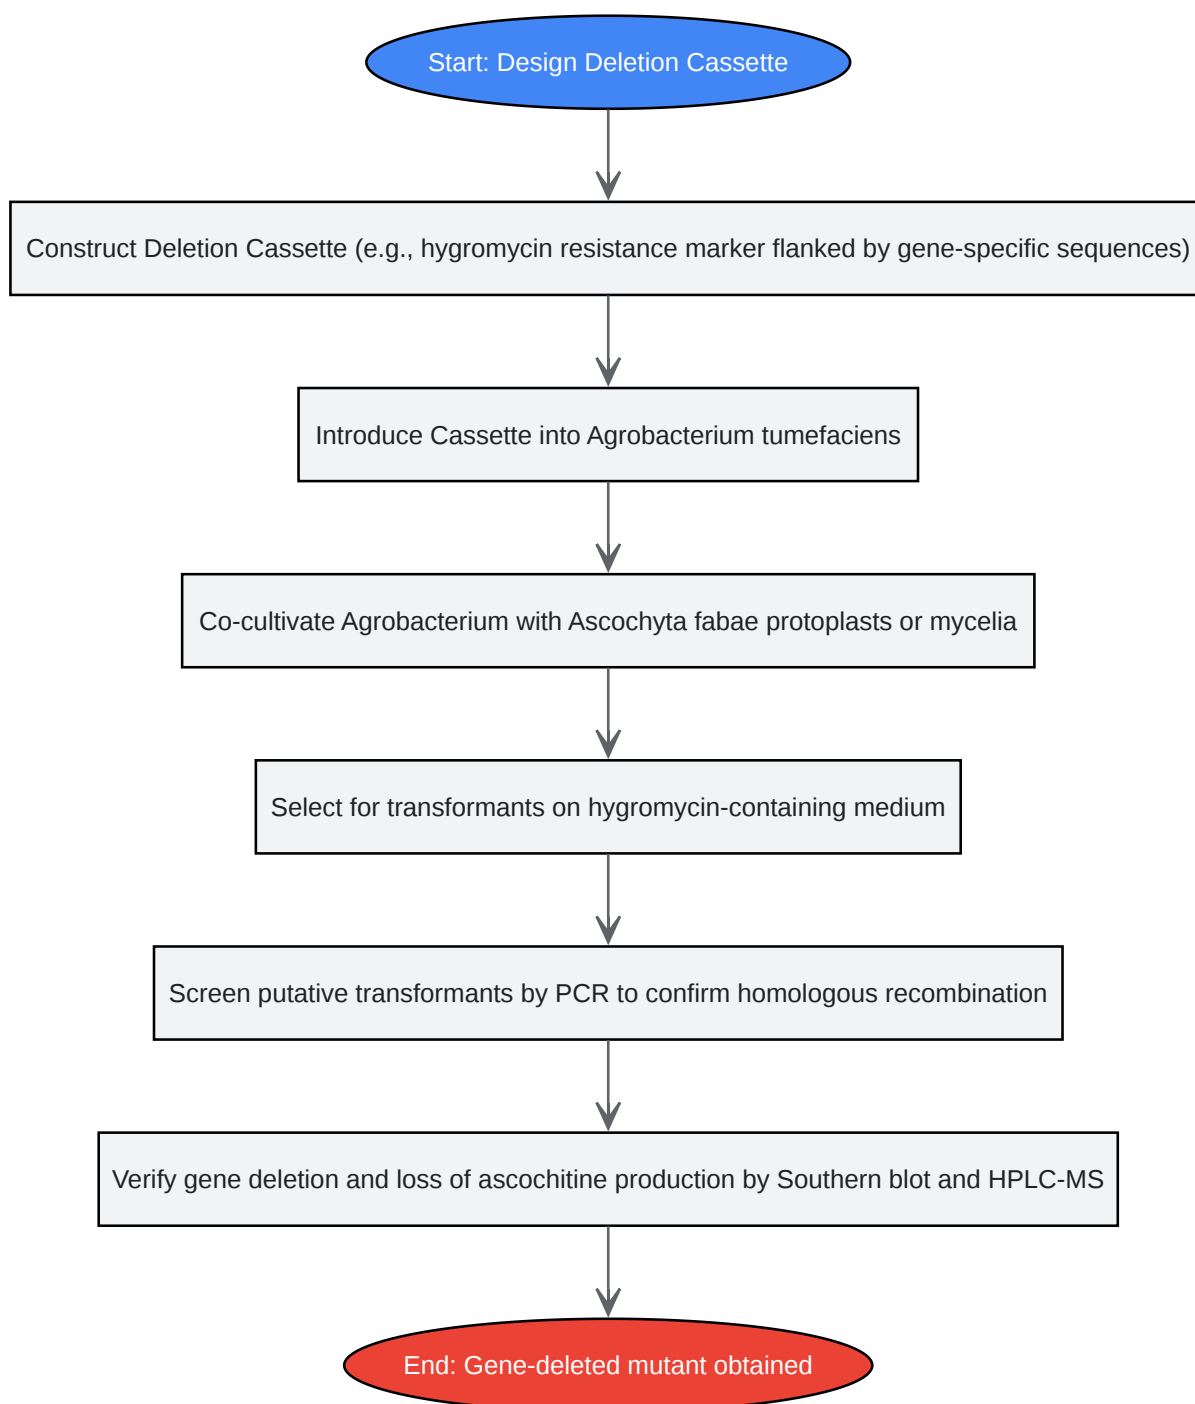 Start: Design Deletion Cassette
Construct Deletion Cassette (e.g., hygromycin resistance marker flanked by gene-specific sequences)
Introduce Cassette into Agrobacterium tumefaciens
Co-cultivate Agrobacterium with Ascochyta fabae protoplasts or mycelia
Select for transformants on hygromycin-containing medium
Screen putative transformants by PCR to confirm homologous recombination
Verify gene deletion and loss of ascochitine production by Southern blot and HPLC-MS
End: Gene-deleted mutant obtained